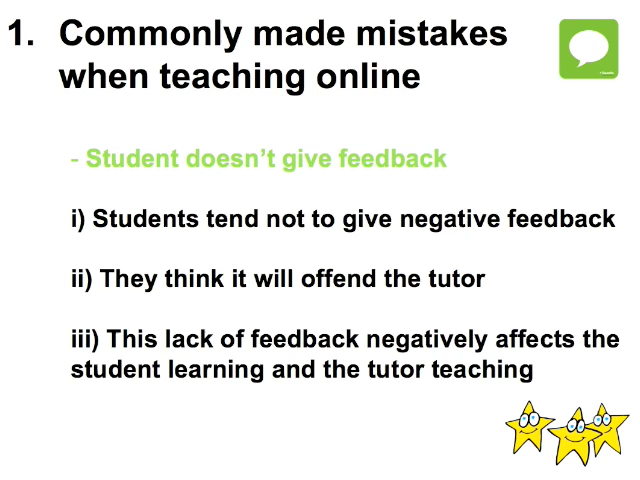 1. Commonly made mistakes
when teaching online
- Student doesn’t give feedback
i) Students tend not to give negative feedback
ii) They think it will offend the tutor
iii) This lack of feedback negatively affects the
student learning and the tutor teaching